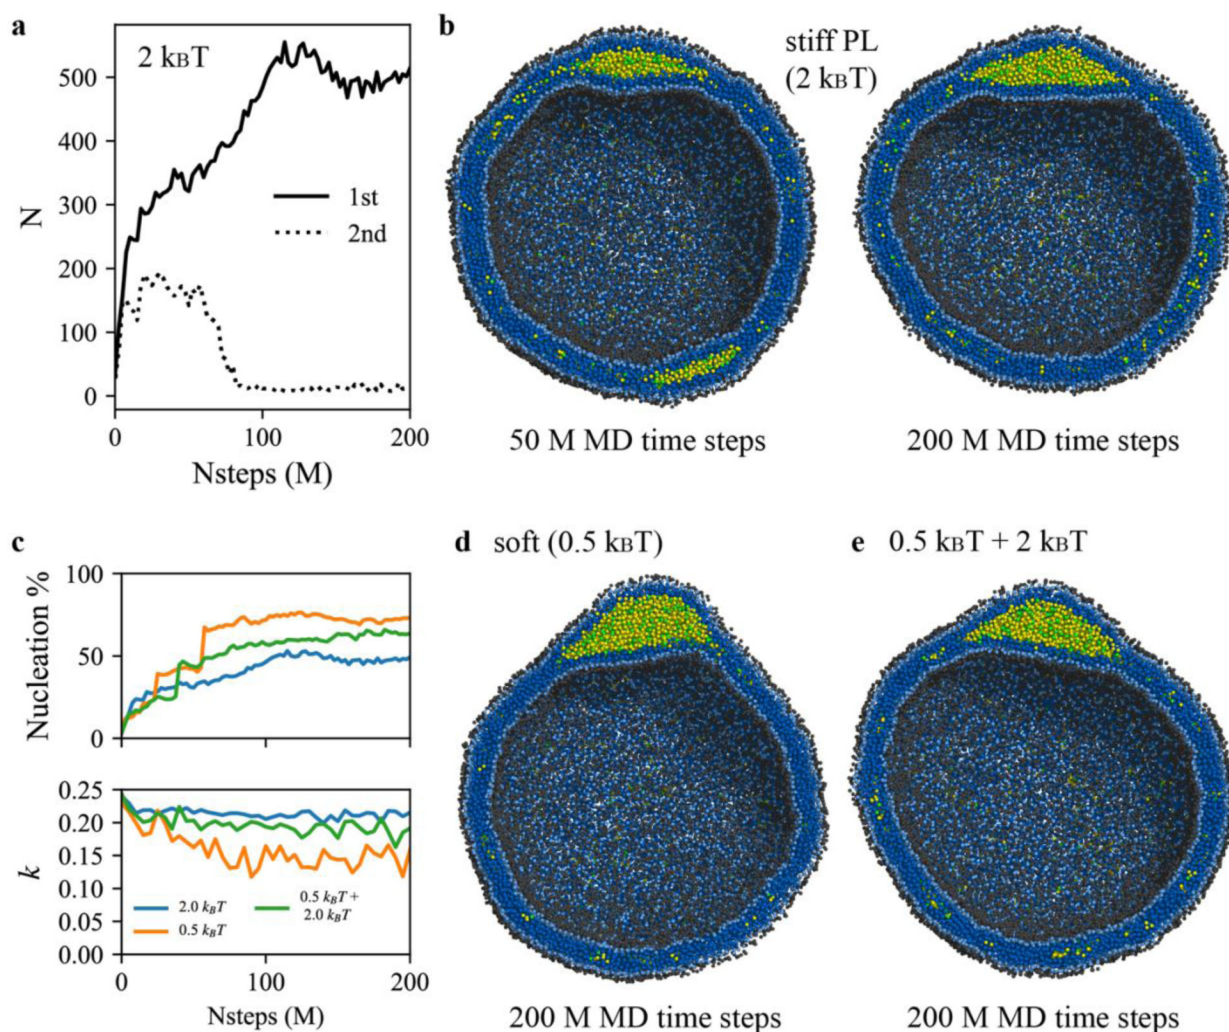 a
2 kBT
N
500
400
300
200
100
0
1st
2nd
0
100
200
Nsteps (M)
b
stiff PL
(2 kBT)
50 M MD time steps
200 M MD time steps
c
Nucleation %
100
50
0
0
100
200
k
0.25
0.20
0.15
0.10
0.05
0.00
2.0 kBT
0.5 kBT
0.5 kBT +
2.0 kBT
0
100
200
Nsteps (M)
d soft (0.5 kBT)
200 M MD time steps
e 0.5 kBT + 2 kBT
200 M MD time steps